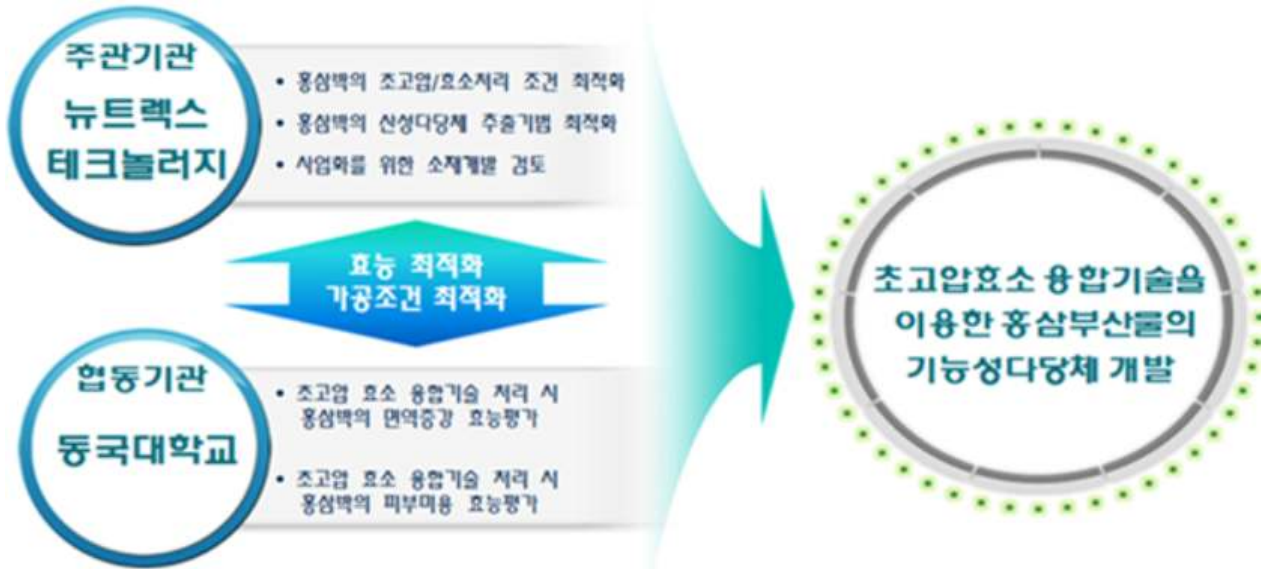 주관기관
뉴트렉스
테크놀러지
• 홍삼박의 초고압/효소처리 조건 최적화
• 홍삼박의 산성다당체 추출기법 최적화
• 사업화를 위한 소재개발 검토
효능 최적화
가공조건 최적화
협동기관
동국대학교
• 초고압 효소 융합기술 처리 시
홍삼박의 면역증강 효능평가
• 초고압 효소 융합기술 처리 시
홍삼박의 피부미용 효능평가
초고압효소 융합기술을
이용한 홍삼부산물의
기능성다당체 개발